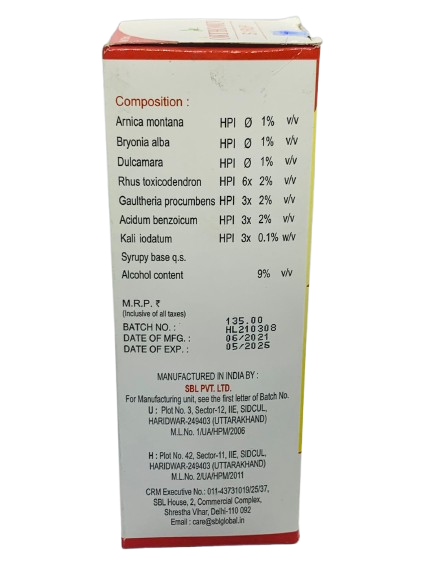 Composition :
Arnica montana HPI Ø 1% v/v
Bryonia alba HPI Ø 1% v/v
Dulcamara HPI Ø 1% v/v
Rhus toxicodendron HPI 6x 2% v/v
Gaultheria procumbens HPI 3x 2% v/v
Acidum benzoicum HPI 3x 2% v/v
Kali iodatum HPI 3x 0.1% w/v
Syrupy base q.s.
Alcohol content 9% v/v
M.R.P. ₹ 135.00
(Inclusive of all taxes)
BATCH NO. : HL210308
DATE OF MFG. : 06/2021
DATE OF EXP. : 05/2026
MANUFACTURED IN INDIA BY :
SBL PVT. LTD.
For Manufacturing unit, see the first letter of Batch No.
U : Plot No. 3, Sector-12, IIE, SIDCUL,
HARIDWAR-249403 (UTTARAKHAND)
M.L.No. 1/UA/HPM/2006
H : Plot No. 42, Sector-11, IIE, SIDCUL,
HARIDWAR-249403 (UTTARAKHAND)
M.L.No. 2/UA/HPM/2011
CRM Executive No.: 011-43731019/25/37,
SBL House, 2, Commercial Complex,
Shrestha Vihar, Delhi-110 092
Email : care@sblglobal.in